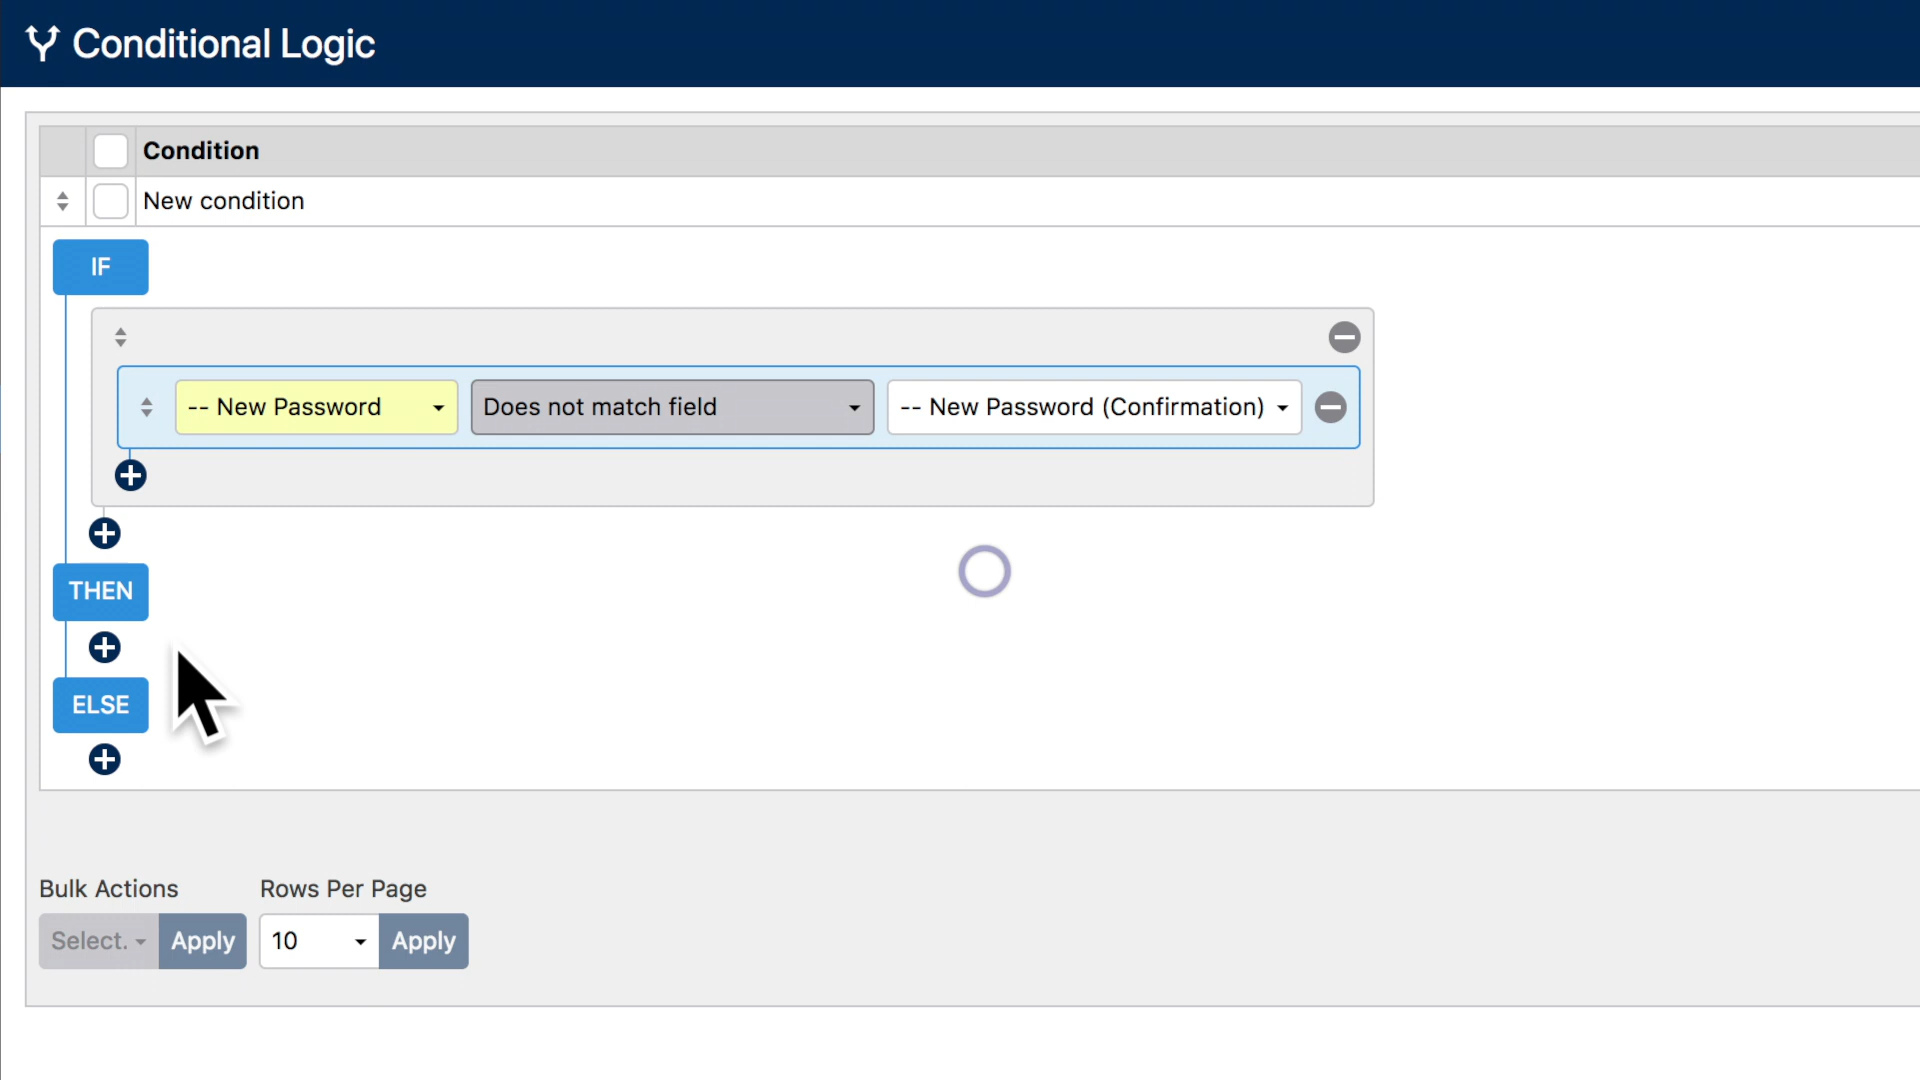 Conditional Logic
Condition
New condition
IF
-- New Password
Does not match field
-- New Password (Confirmation)
THEN
ELSE
Bulk Actions
Rows Per Page
Select.
Apply
10
Apply